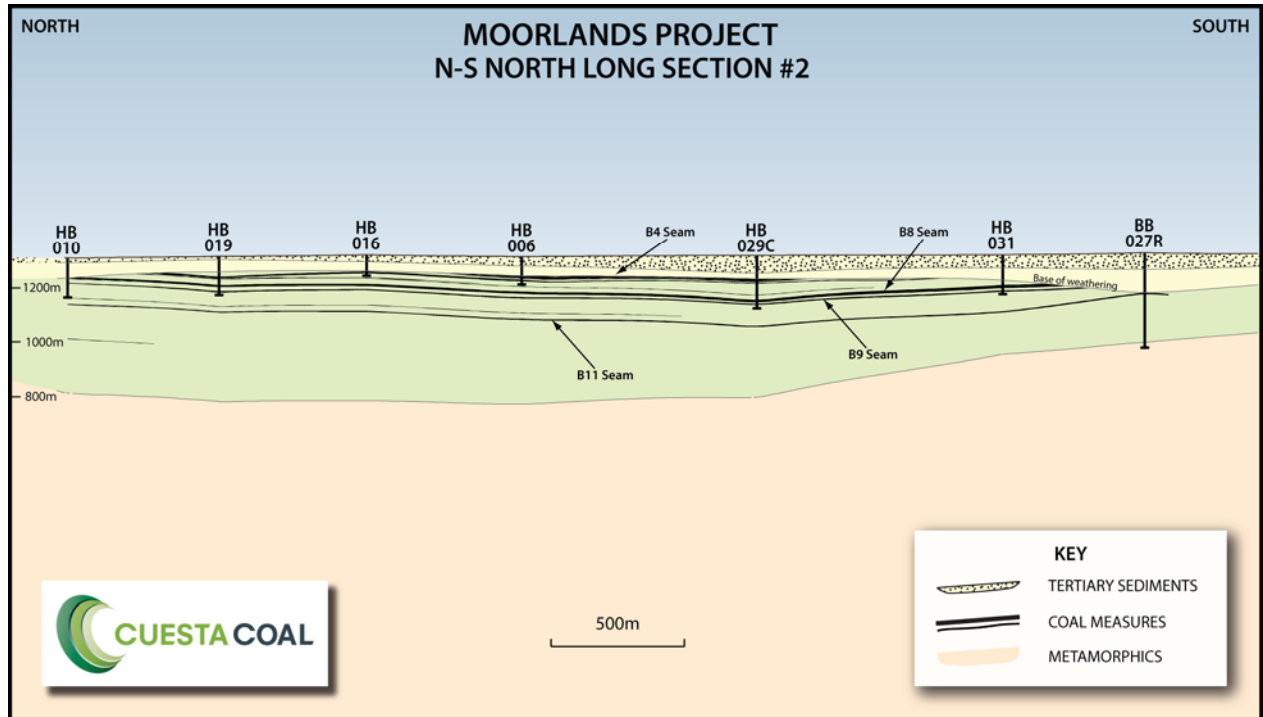 NORTH
SOUTH
MOORLANDS PROJECT
N-S NORTH LONG SECTION #2
HB
010
HB
019
HB
016
HB
006
B4 Seam
HB
029C
B8 Seam
HB
031
BB
027R
Base of weathering
1200m
1000m
800m
B9 Seam
B11 Seam
KEY
TERTIARY SEDIMENTS
COAL MEASURES
METAMORPHICS
500m
CUESTA COAL